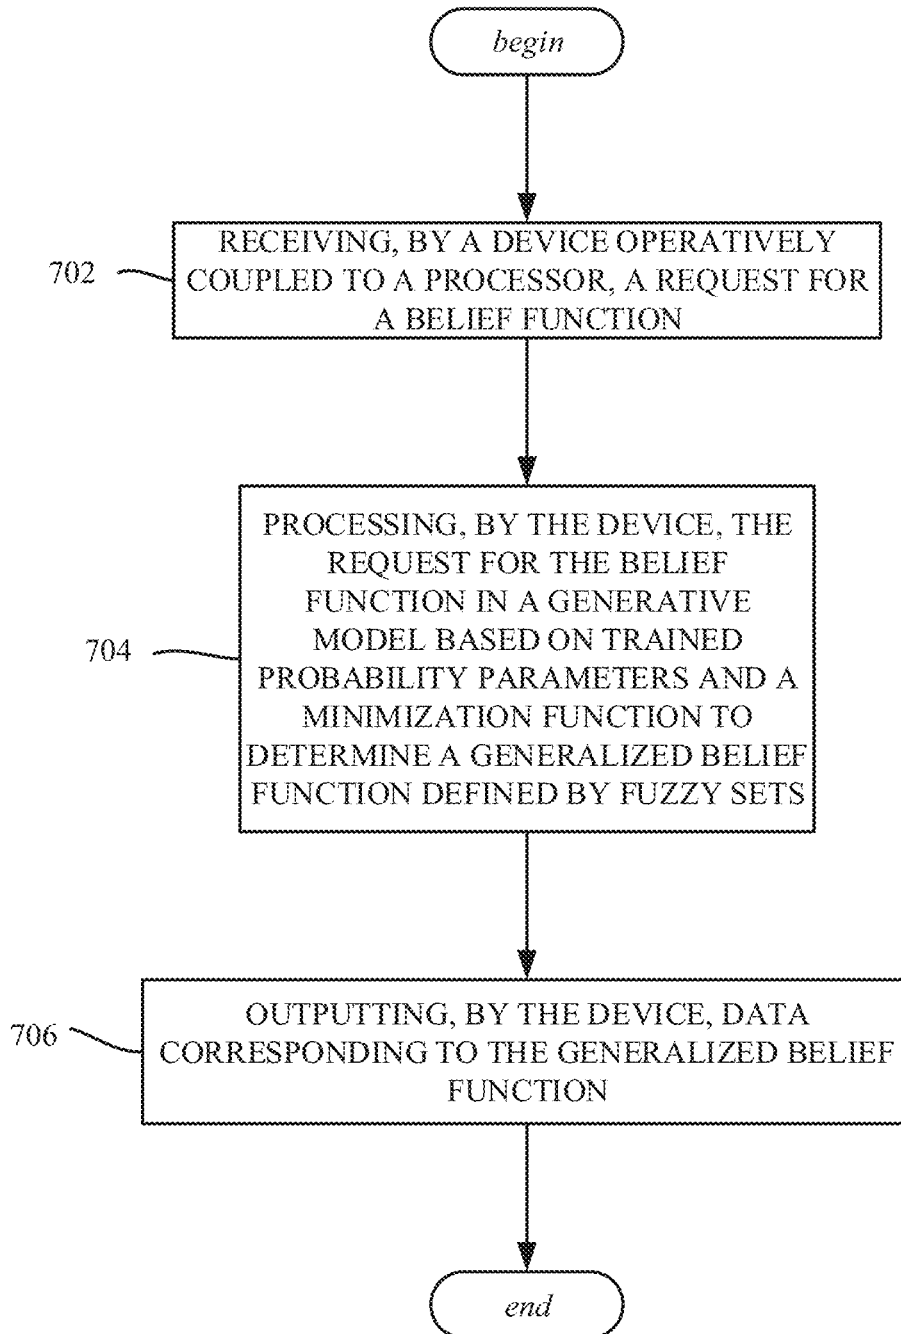 begin
702
RECEIVING, BY A DEVICE OPERATIVELY
COUPLED TO A PROCESSOR, A REQUEST FOR
A BELIEF FUNCTION
704
PROCESSING, BY THE DEVICE, THE
REQUEST FOR THE BELIEF
FUNCTION IN A GENERATIVE
MODEL BASED ON TRAINED
PROBABILITY PARAMETERS AND A
MINIMIZATION FUNCTION TO
DETERMINE A GENERALIZED BELIEF
FUNCTION DEFINED BY FUZZY SETS
706
OUTPUTTING, BY THE DEVICE, DATA
CORRESPONDING TO THE GENERALIZED BELIEF
FUNCTION
end